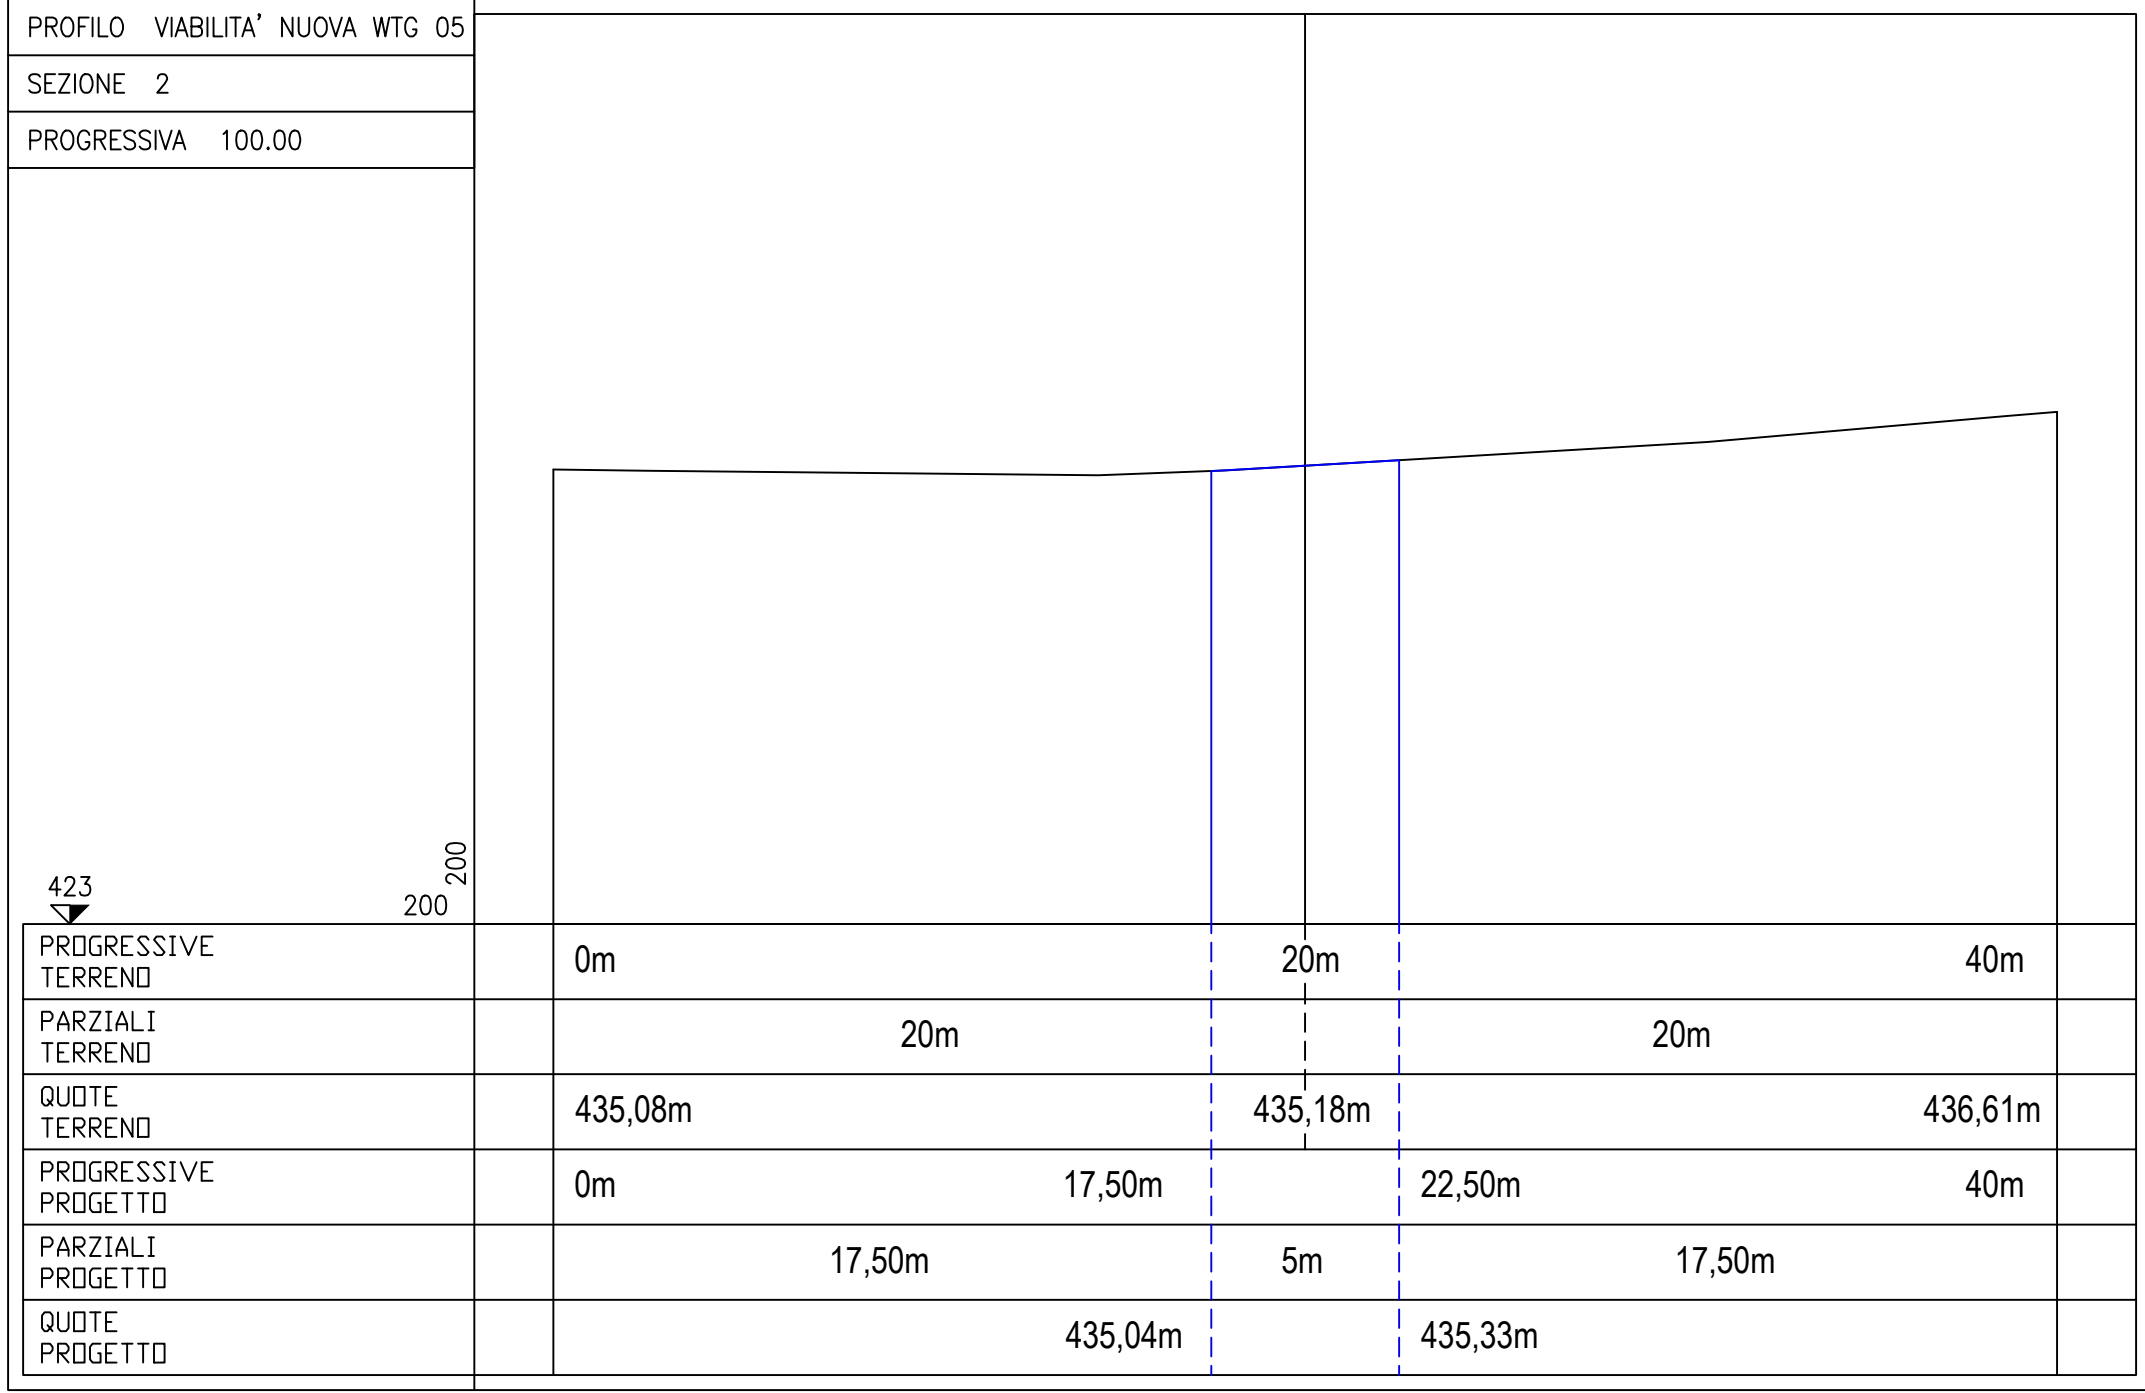 PROFILO VIABILITA' NUOVA WTG 05
SEZIONE 2
PROGRESSIVA 100.00
200
423
200
PROGRESSIVE
TERRENO
0m 20m 40m
PARZIALI
TERRENO
20m 20m
QUOTE
TERRENO
435,08m 435,18m 436,61m
PROGRESSIVE
PROGETTO
0m 17,50m 22,50m 40m
PARZIALI
PROGETTO
17,50m 5m 17,50m
QUOTE
PROGETTO
435,04m 435,33m